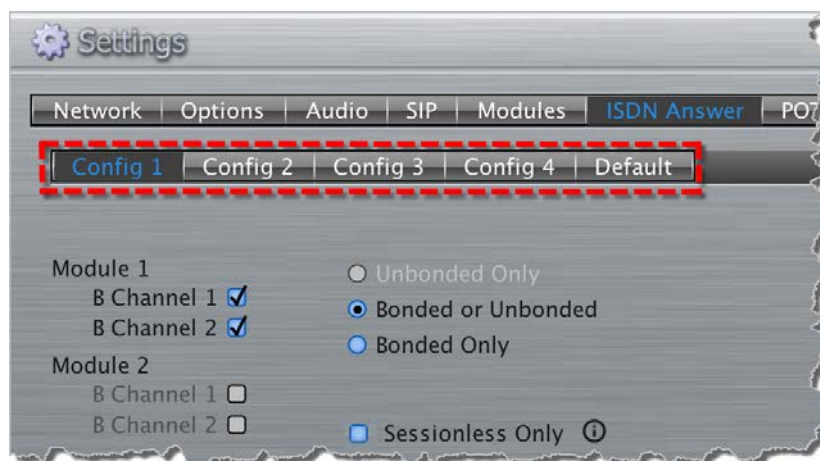 Settings
Network Options Audio SIP Modules ISDN Answer
Config 1 Config 2 Config 3 Config 4 Default
Module 1
B Channel 1
B Channel 2
Module 2
B Channel 1
B Channel 2
Unbonded Only
Bonded or Unbonded
Bonded Only
Sessionless Only